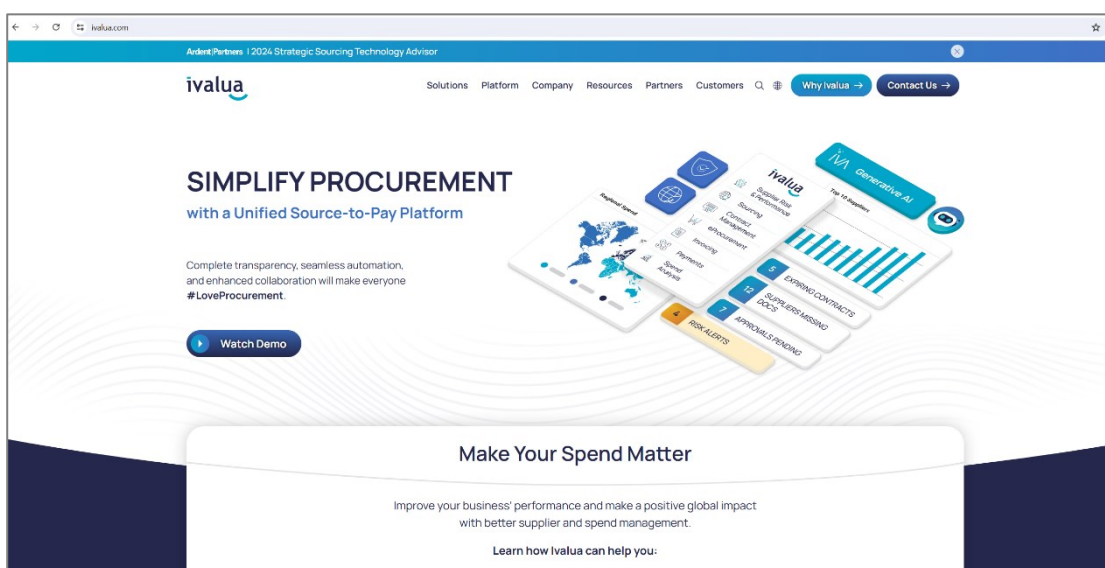 ivalua.com
Ardent|Partners | 2024 Strategic Sourcing Technology Advisor
ivalua
Solutions Platform Company Resources Partners Customers Why Ivalua → Contact Us →
SIMPLIFY PROCUREMENT
with a Unified Source-to-Pay Platform
Complete transparency, seamless automation,
and enhanced collaboration will make everyone
#LoveProcurement.
Watch Demo
Regional Spend
ivalua
Supplier Risk
& Performance
Sourcing
Contract
Management
eProcurement
Invoicing
Payments
Spend
Analysis
IVA Generative AI
Top 10 Suppliers
5 EXPIRING CONTRACTS
12 SUPPLIERS MISSING
DOCS
7 APPROVALS PENDING
4 RISK ALERTS
Make Your Spend Matter
Improve your business' performance and make a positive global impact
with better supplier and spend management.
Learn how Ivalua can help you: